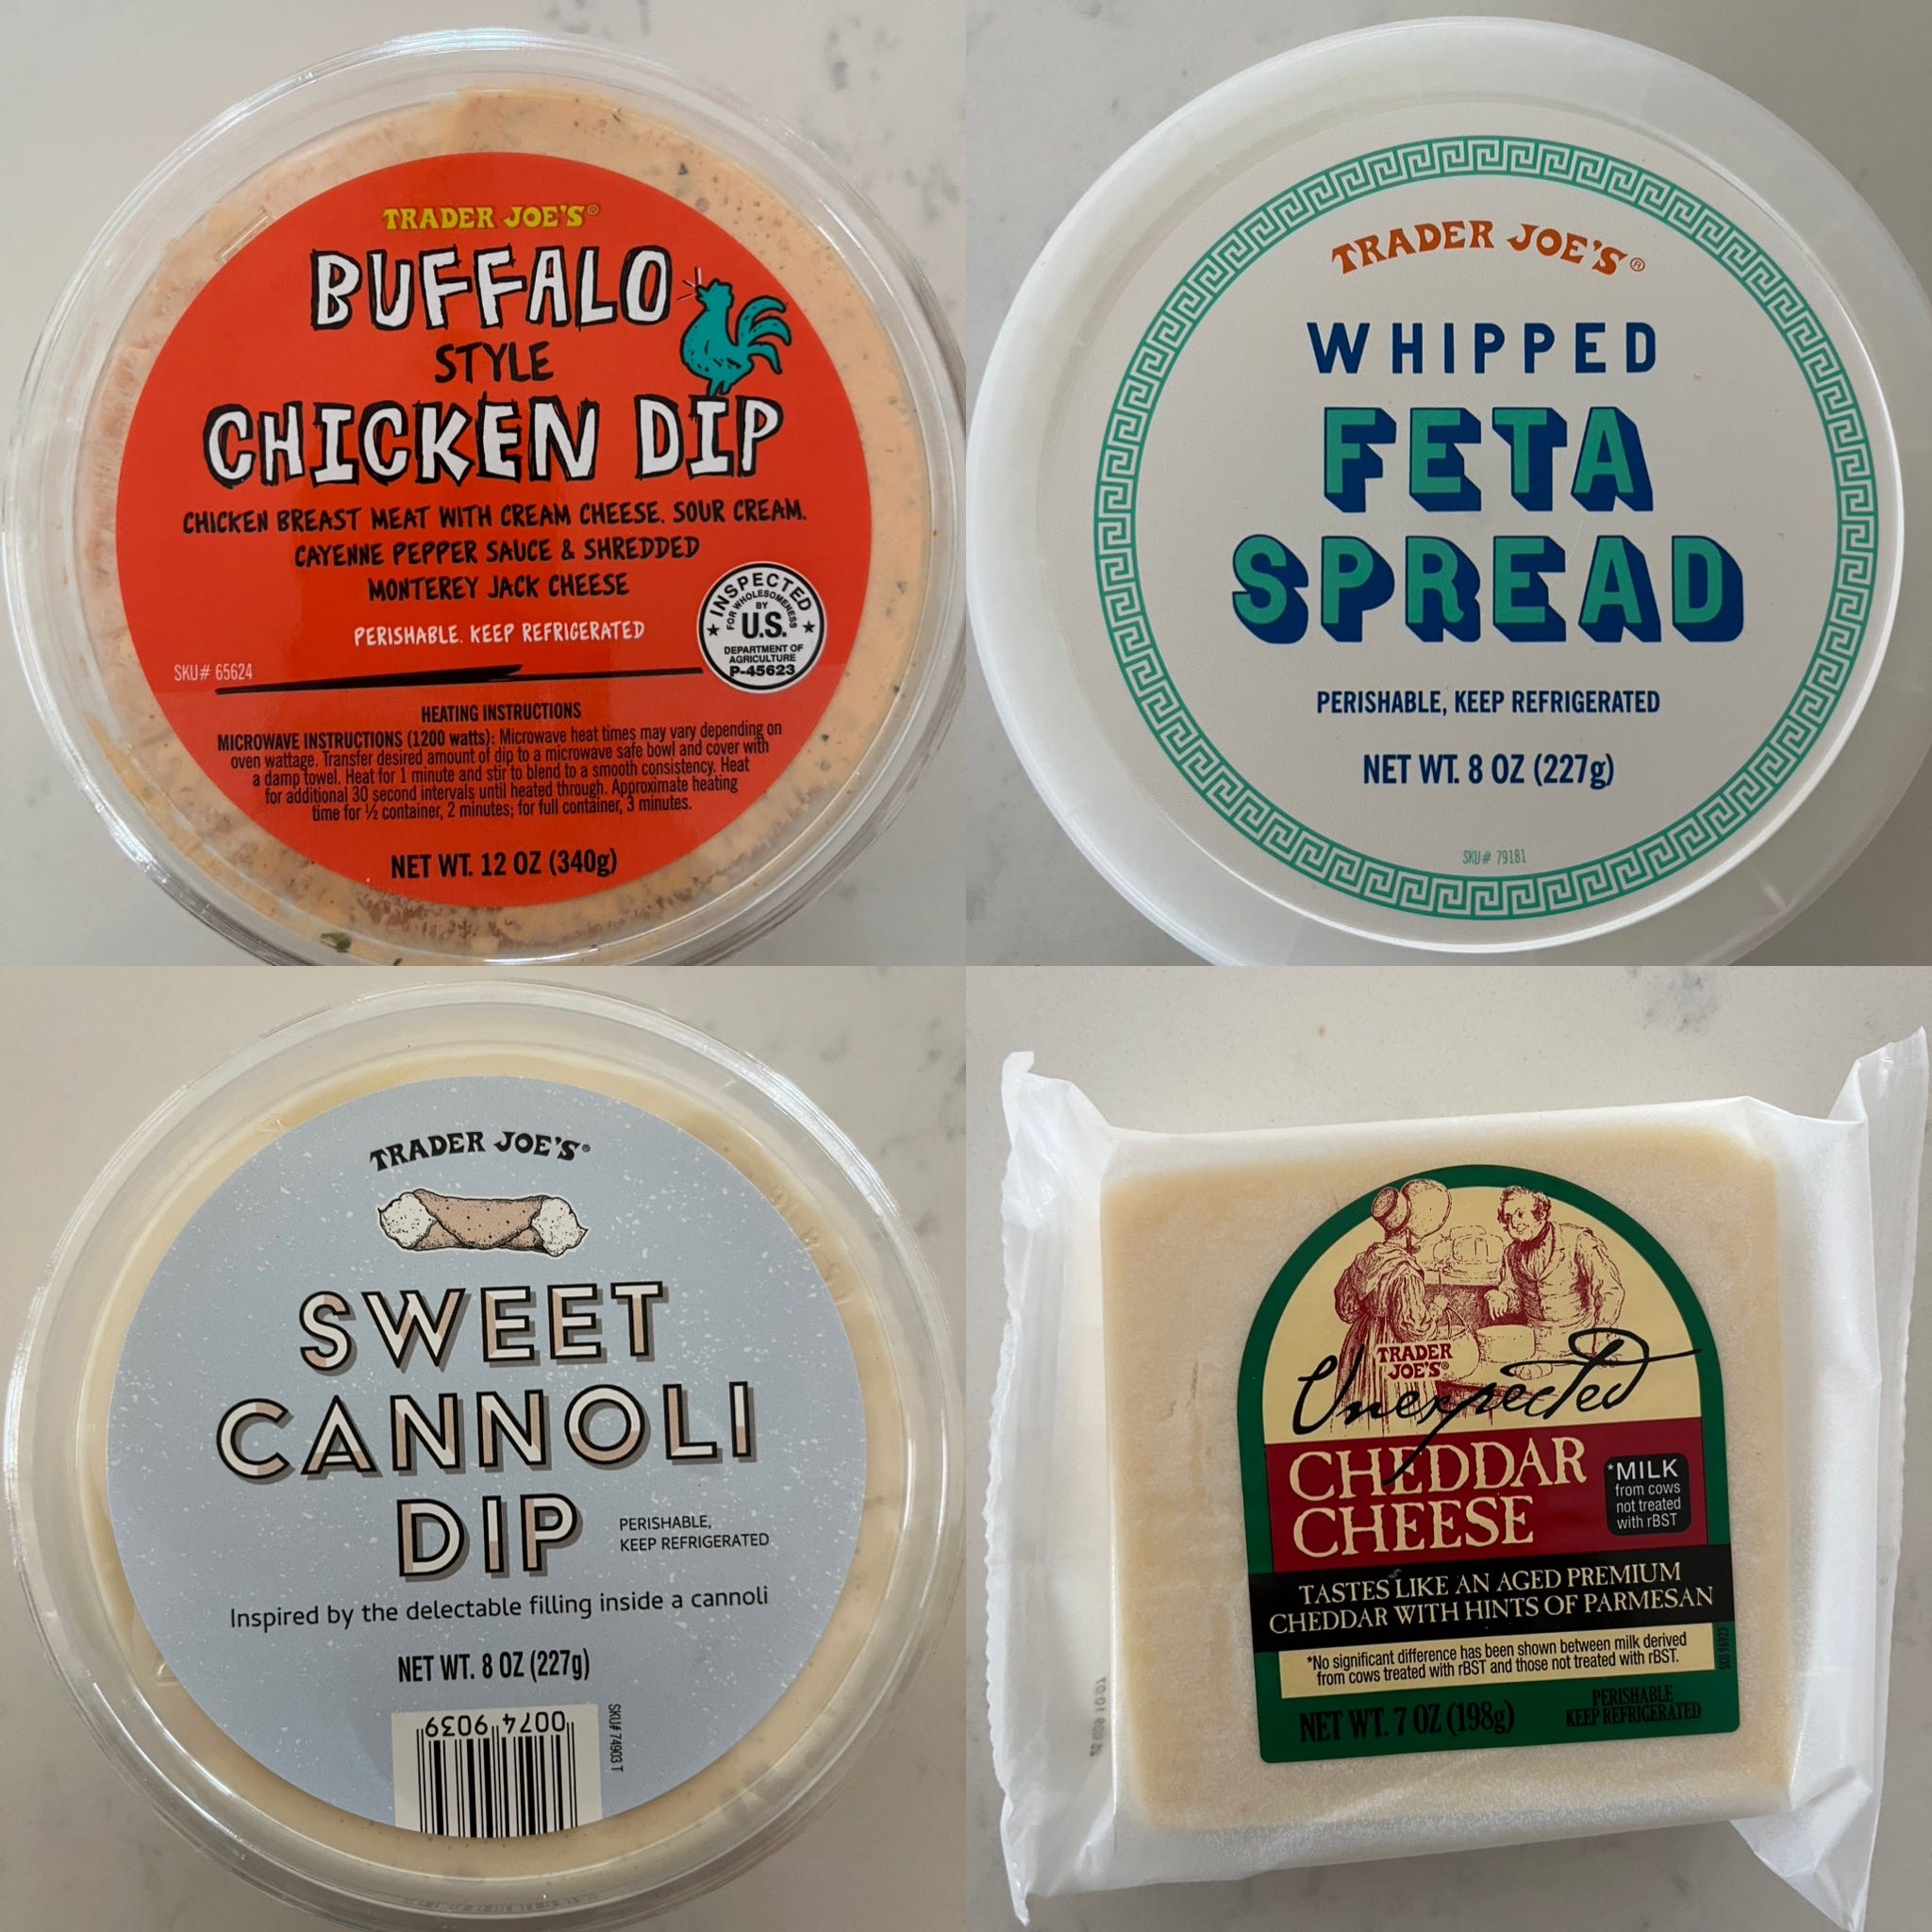 TRADER JOE'S®
BUFFALO
STYLE
CHICKEN DIP
CHICKEN BREAST MEAT WITH CREAM CHEESE, SOUR CREAM,
CAYENNE PEPPER SAUCE & SHREDDED
MONTEREY JACK CHEESE
PERISHABLE. KEEP REFRIGERATED
SKU# 65624
INSPECTED
FOR WHOLESOMENESS
BY
U.S.
DEPARTMENT OF
AGRICULTURE
P-45623
HEATING INSTRUCTIONS
MICROWAVE INSTRUCTIONS (1200 watts): Microwave heat times may vary depending on
oven wattage. Transfer desired amount of dip to a microwave safe bowl and cover with
a damp towel. Heat for 1 minute and stir to blend to a smooth consistency. Heat
for additional 30 second intervals until heated through. Approximate heating
time for ½ container, 2 minutes; for full container, 3 minutes.
NET WT. 12 OZ (340g)
TRADER JOE'S®
WHIPPED
FETA
SPREAD
PERISHABLE, KEEP REFRIGERATED
NET WT. 8 OZ (227g)
SKU# 79181
TRADER JOE'S®
SWEET
CANNOLI
DIP
PERISHABLE,
KEEP REFRIGERATED
Inspired by the delectable filling inside a cannoli
NET WT. 8 OZ (227g)
0074 9039
SKU# 74903 T
TRADER
JOE'S®
Unexpected
CHEDDAR
CHEESE
*MILK
from cows
not treated
with rBST
TASTES LIKE AN AGED PREMIUM
CHEDDAR WITH HINTS OF PARMESAN
*No significant difference has been shown between milk derived
from cows treated with rBST and those not treated with rBST.
NET WT. 7 OZ (198g)
PERISHABLE
KEEP REFRIGERATED